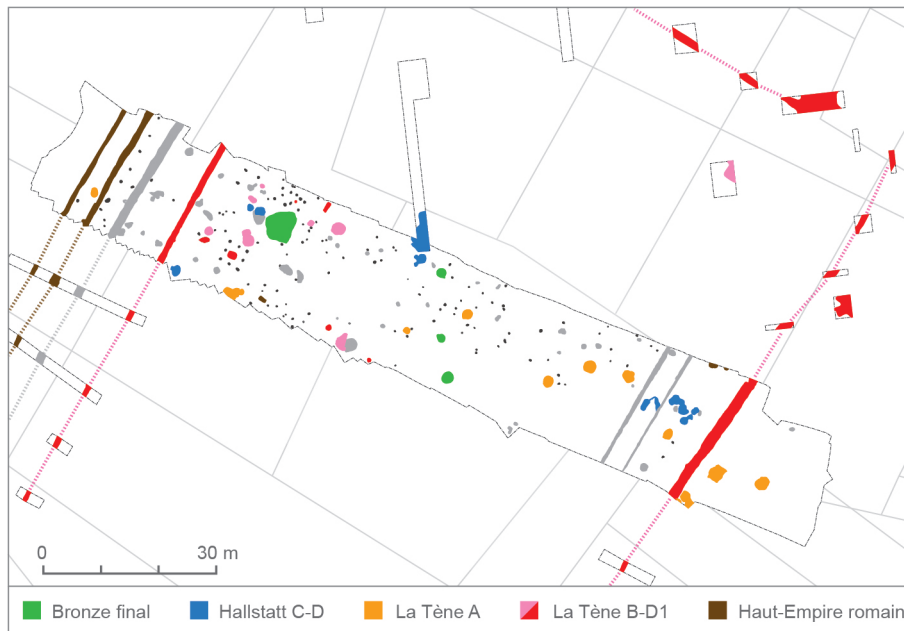 0 30 m
Bronze final Hallstatt C-D La Tène A La Tène B-D1 Haut-Empire romain